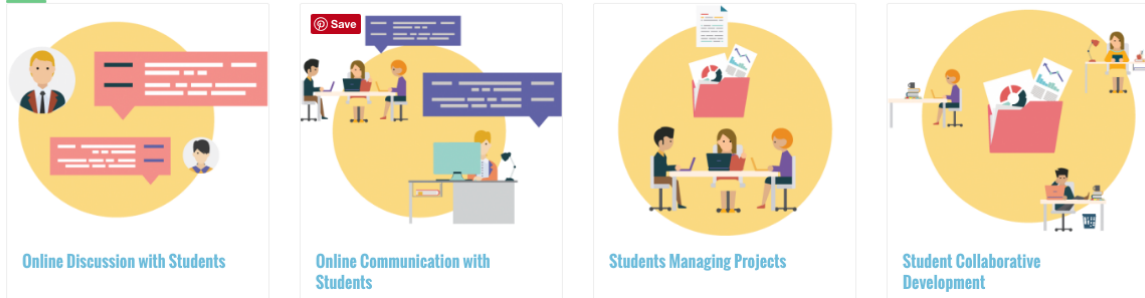 Save
Online Discussion with Students
Online Communication with
Students
Students Managing Projects
Student Collaborative
Development